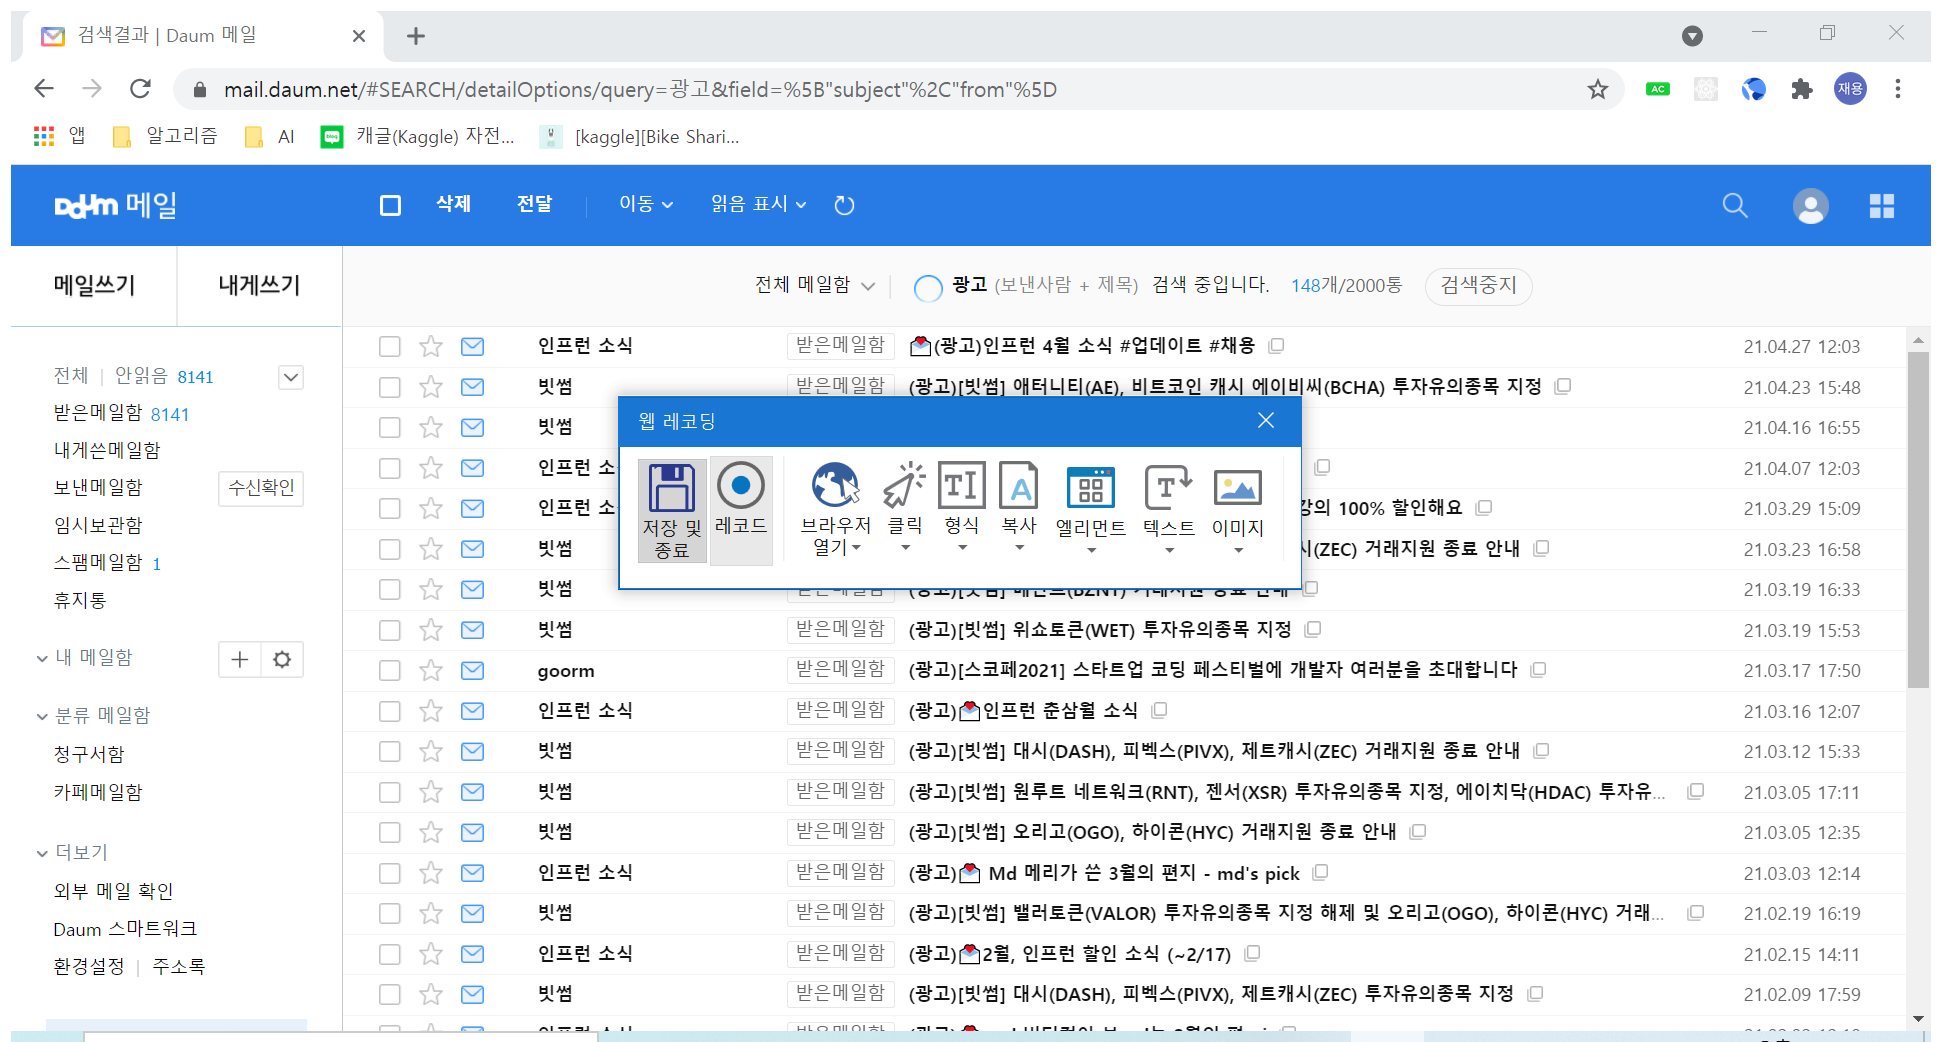 검색결과 | Daum 메일
mail.daum.net/#SEARCH/detailOptions/query=광고&field=%5B"subject"%2C"from"%5D
AC
재용
앱 알고리즘 AI 캐글(Kaggle) 자전... [kaggle][Bike Shari...
Daum 메일
삭제 전달 이동 읽음 표시
메일쓰기 내게쓰기
전체 메일함 광고 (보낸사람 + 제목) 검색 중입니다. 148개/2000통 검색중지
전체 | 안읽음 8141
받은메일함 8141
내게쓴메일함
보낸메일함 수신확인
임시보관함
스팸메일함 1
휴지통
내 메일함
분류 메일함
청구서함
카페메일함
더보기
외부 메일 확인
Daum 스마트워크
환경설정 | 주소록
인프런 소식 받은메일함 (광고)인프런 4월 소식 #업데이트 #채용 21.04.27 12:03
빗썸 받은메일함 (광고)[빗썸] 애터니티(AE), 비트코인 캐시 에이비씨(BCHA) 투자유의종목 지정 21.04.23 15:48
빗썸 21.04.16 16:55
인프런 소 21.04.07 12:03
인프런 소 강의 100% 할인해요 21.03.29 15:09
빗썸 시(ZEC) 거래지원 종료 안내 21.03.23 16:58
빗썸 21.03.19 16:33
빗썸 받은메일함 (광고)[빗썸] 위쇼토큰(WET) 투자유의종목 지정 21.03.19 15:53
goorm 받은메일함 (광고)[스코페2021] 스타트업 코딩 페스티벌에 개발자 여러분을 초대합니다 21.03.17 17:50
인프런 소식 받은메일함 (광고)인프런 춘삼월 소식 21.03.16 12:07
빗썸 받은메일함 (광고)[빗썸] 대시(DASH), 피벡스(PIVX), 제트캐시(ZEC) 거래지원 종료 안내 21.03.12 15:33
빗썸 받은메일함 (광고)[빗썸] 원루트 네트워크(RNT), 젠서(XSR) 투자유의종목 지정, 에이치닥(HDAC) 투자유... 21.03.05 17:11
빗썸 받은메일함 (광고)[빗썸] 오리고(OGO), 하이콘(HYC) 거래지원 종료 안내 21.03.05 12:35
인프런 소식 받은메일함 (광고) Md 메리가 쓴 3월의 편지 - md's pick 21.03.03 12:14
빗썸 받은메일함 (광고)[빗썸] 밸러토큰(VALOR) 투자유의종목 지정 해제 및 오리고(OGO), 하이콘(HYC) 거래... 21.02.19 16:19
인프런 소식 받은메일함 (광고)2월, 인프런 할인 소식 (~2/17) 21.02.15 14:11
빗썸 받은메일함 (광고)[빗썸] 대시(DASH), 피벡스(PIVX), 제트캐시(ZEC) 투자유의종목 지정 21.02.09 17:59
웹 레코딩
저장 및 종료 레코드 브라우저 열기 클릭 형식 복사 엘리먼트 텍스트 이미지